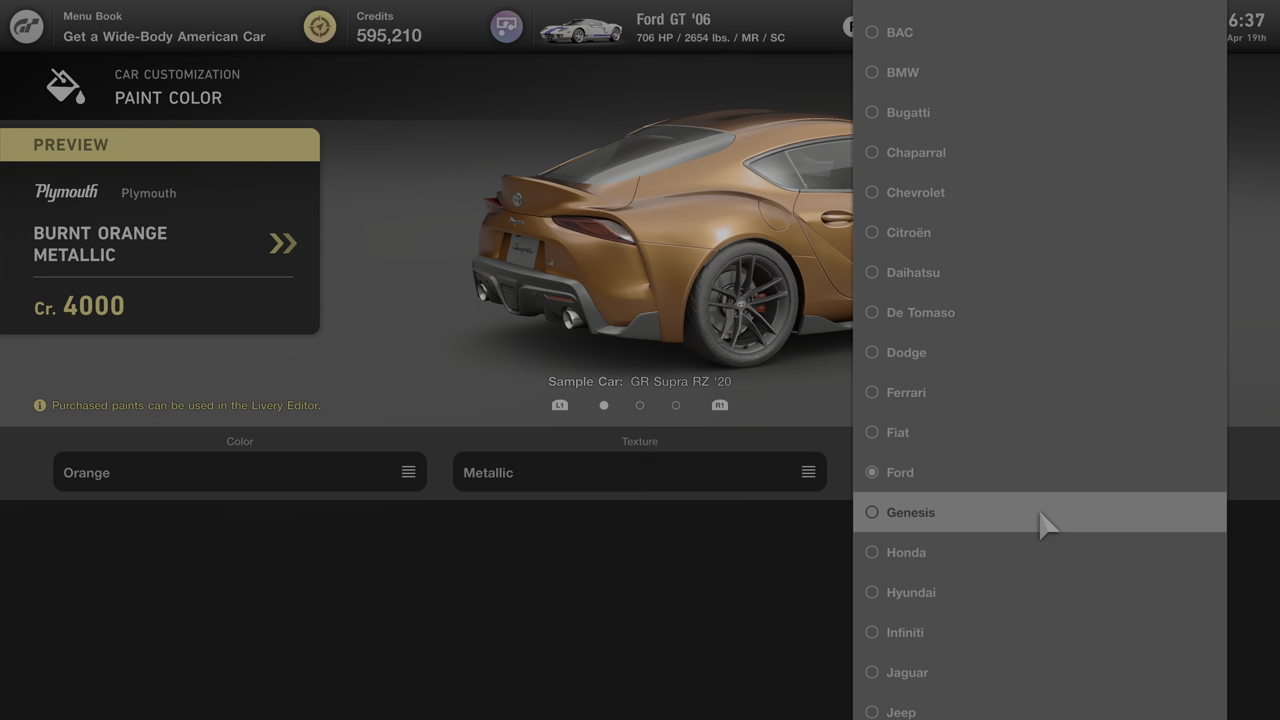 Menu Book
Get a Wide-Body American Car
Credits
595,210
Ford GT '06
706 HP / 2654 lbs. / MR / SC
6:37
Apr 19th
CAR CUSTOMIZATION
PAINT COLOR
PREVIEW
Plymouth Plymouth
BURNT ORANGE
METALLIC
Cr. 4000
Purchased paints can be used in the Livery Editor.
Sample Car: GR Supra RZ '20
L1
R1
Color
Orange
Texture
Metallic
BAC
BMW
Bugatti
Chaparral
Chevrolet
Citroën
Daihatsu
De Tomaso
Dodge
Ferrari
Fiat
Ford
Genesis
Honda
Hyundai
Infiniti
Jaguar
Jeep